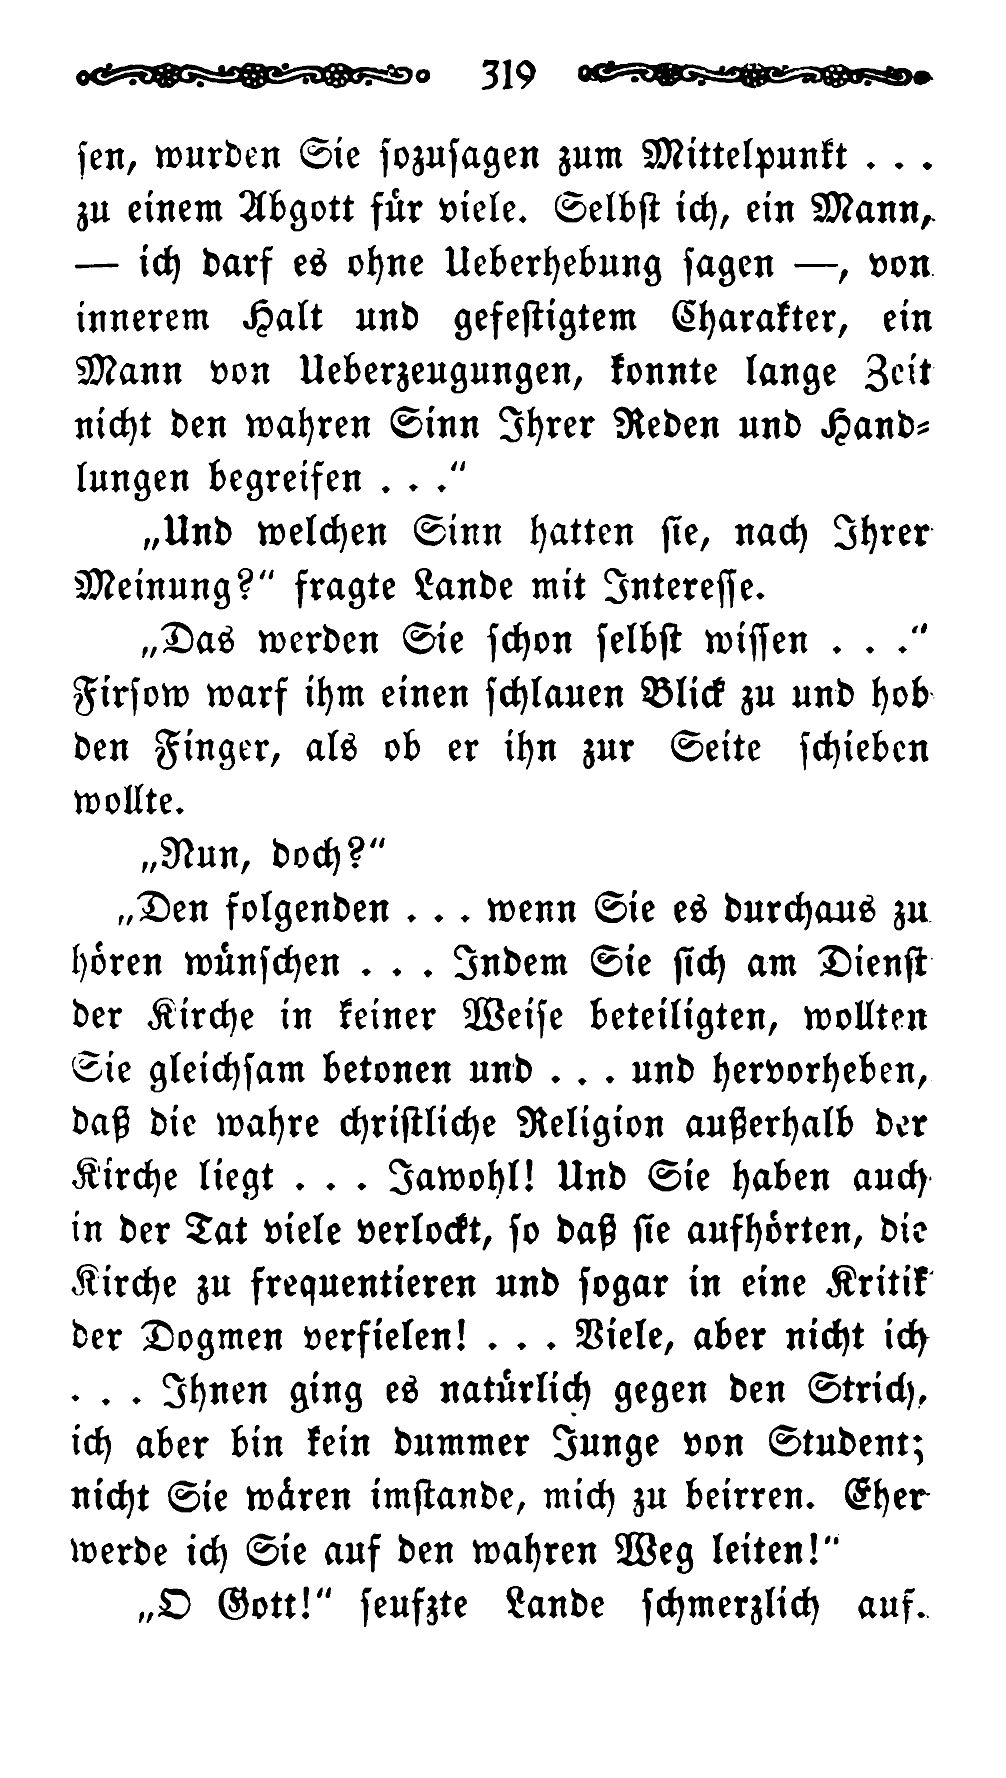 319
sen, wurden Sie sozusagen zum Mittelpunkt . . .
zu einem Abgott für viele. Selbst ich, ein Mann,
— ich darf es ohne Ueberhebung sagen —, von
innerem Halt und gefestigtem Charakter, ein
Mann von Ueberzeugungen, konnte lange Zeit
nicht den wahren Sinn Ihrer Reden und Hand-
lungen begreifen . . .“
„Und welchen Sinn hatten sie, nach Ihrer
Meinung?“ fragte Lande mit Interesse.
„Das werden Sie schon selbst wissen . . .“
Firsow warf ihm einen schlauen Blick zu und hob
den Finger, als ob er ihn zur Seite schieben
wollte.
„Nun, doch?“
„Den folgenden . . . wenn Sie es durchaus zu
hören wünschen . . . Indem Sie sich am Dienst
der Kirche in keiner Weise beteiligten, wollten
Sie gleichsam betonen und . . . und hervorheben,
daß die wahre christliche Religion außerhalb der
Kirche liegt . . . Jawohl! Und Sie haben auch
in der Tat viele verlockt, so daß sie aufhörten, die
Kirche zu frequentieren und sogar in eine Kritik
der Dogmen verfielen! . . . Viele, aber nicht ich
. . . Ihnen ging es natürlich gegen den Strich,
ich aber bin kein dummer Junge von Student;
nicht Sie wären imstande, mich zu beirren. Eher
werde ich Sie auf den wahren Weg leiten!“
„O Gott!“ seufzte Lande schmerzlich auf.